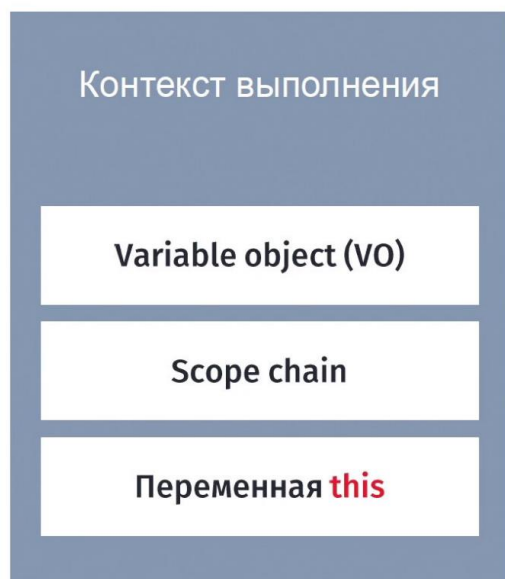 Контекст выполнения
Variable object (VO)
Scope chain
Переменная this